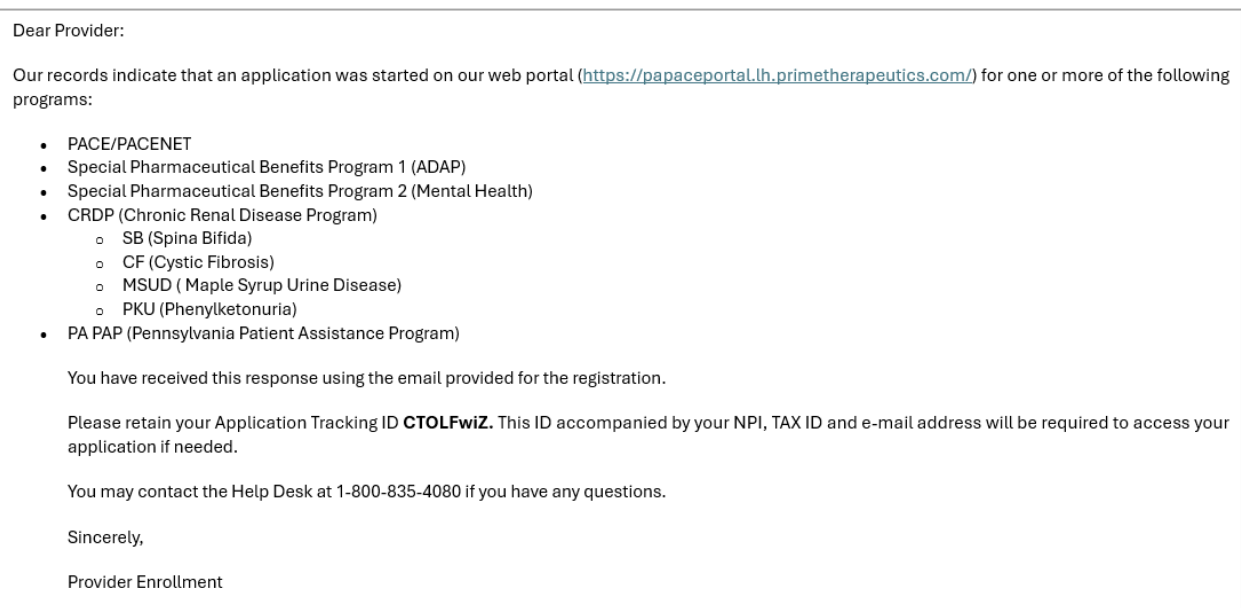 Dear Provider:
Our records indicate that an application was started on our web portal (https://papaceportal.lh.primetherapeutics.com/) for one or more of the following
programs:
• PACE/PACENET
• Special Pharmaceutical Benefits Program 1 (ADAP)
• Special Pharmaceutical Benefits Program 2 (Mental Health)
• CRDP (Chronic Renal Disease Program)
o SB (Spina Bifida)
o CF (Cystic Fibrosis)
o MSUD ( Maple Syrup Urine Disease)
o PKU (Phenylketonuria)
• PA PAP (Pennsylvania Patient Assistance Program)
You have received this response using the email provided for the registration.
Please retain your Application Tracking ID CTOLFwiZ. This ID accompanied by your NPI, TAX ID and e-mail address will be required to access your
application if needed.
You may contact the Help Desk at 1-800-835-4080 if you have any questions.
Sincerely,
Provider Enrollment